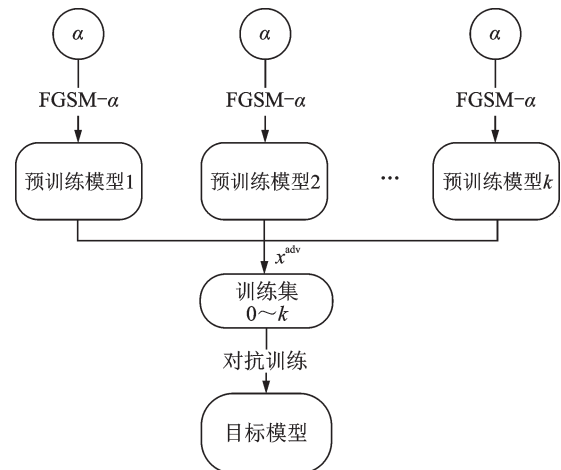 α
α
α
FGSM-α
FGSM-α
FGSM-α
预训练模型1
预训练模型2
···
预训练模型k
x^adv
训练集
0～k
对抗训练
目标模型